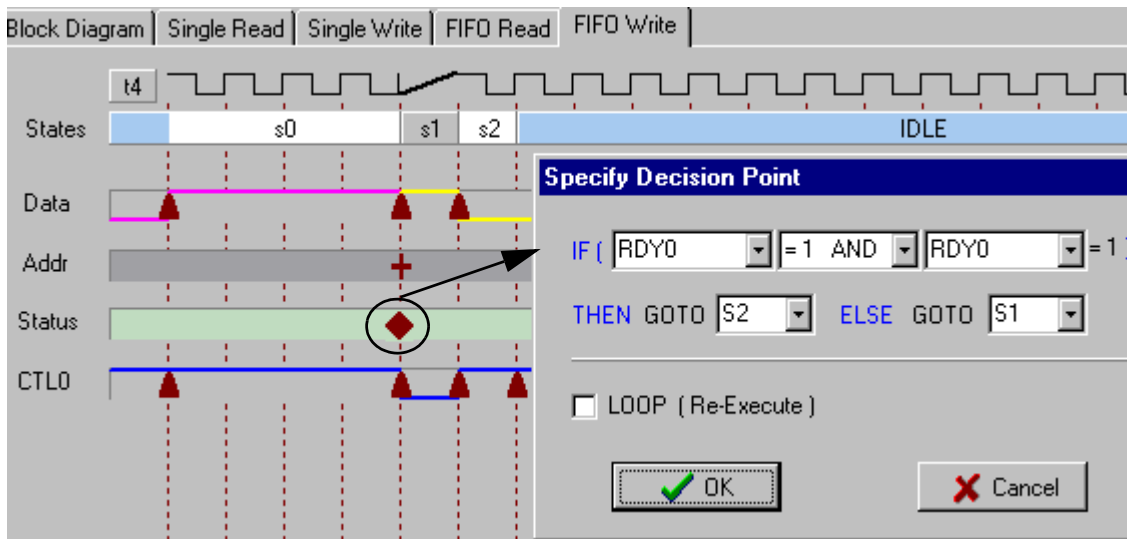 Block Diagram Single Read Single Write FIFO Read FIFO Write
t4
States s0 s1 s2 IDLE
Specify Decision Point
Data
IF ( RDY0 = 1 AND RDY0 = 1 )
Addr
THEN GOTO S2 ELSE GOTO S1
Status
CTL0
LOOP ( Re-Execute )
OK Cancel